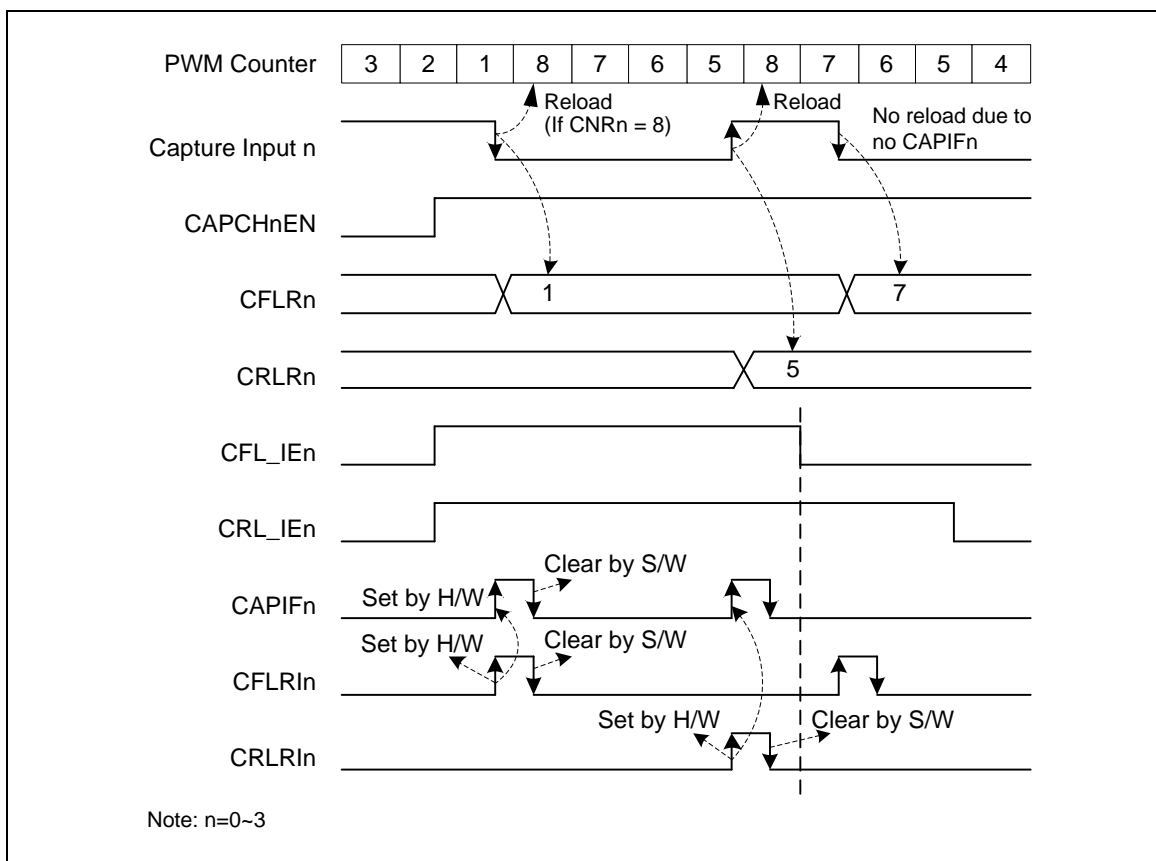 PWM Counter 3 2 1 8 7 6 5 8 7 6 5 4
Reload
(If CNRn = 8)
Reload
No reload due to
no CAPIFn
Capture Input n
CAPCHnEN
CFLRn 1 7
CRLRn 5
CFL_IEn
CRL_IEn
Clear by S/W
CAPIFn Set by H/W
Set by H/W Clear by S/W
CFLRIn
Set by H/W Clear by S/W
CRLRIn
Note: n=0~3